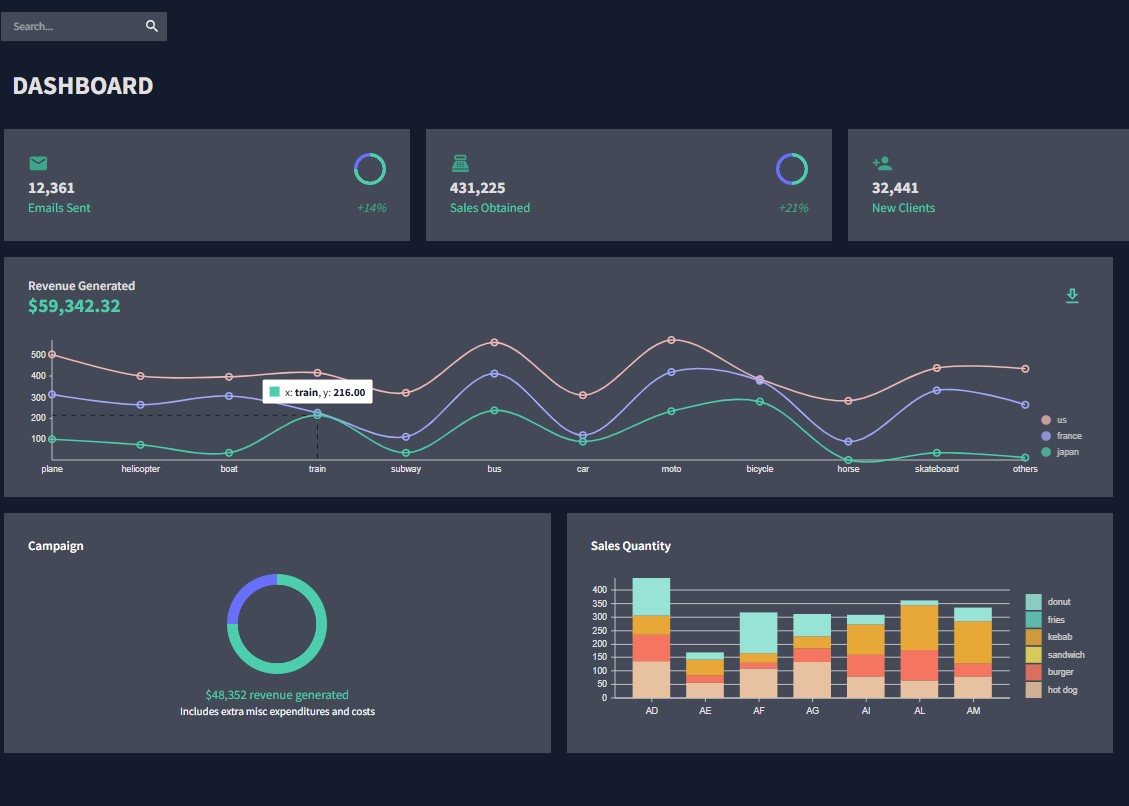 Search...
DASHBOARD
12,361
Emails Sent
+14%
431,225
Sales Obtained
+21%
32,441
New Clients
Revenue Generated
$59,342.32
500
400
300
200
100
x: train, y: 216.00
plane helicopter boat train subway bus car moto bicycle horse skateboard others
us
france
japan
Campaign
$48,352 revenue generated
Includes extra misc expenditures and costs
Sales Quantity
400
350
300
250
200
150
100
50
0
AD AE AF AG AI AL AM
donut
fries
kebab
sandwich
burger
hot dog